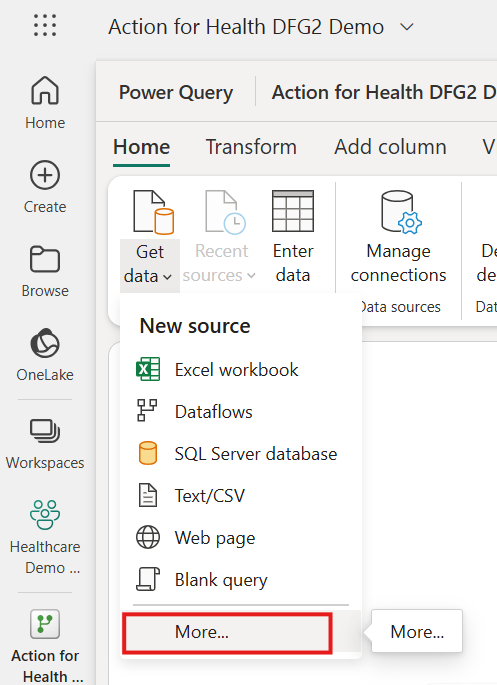 Action for Health DFG2 Demo
Home
Create
Browse
OneLake
Workspaces
Healthcare
Demo ...
Action for
Health ...
Power Query
Action for Health DFG2 D
Home
Transform
Add column
V
Get
data
Recent
sources
Enter
data
Manage
connections
Data sources
De
de
Dat
New source
Excel workbook
Dataflows
SQL Server database
Text/CSV
Web page
Blank query
More...
More...